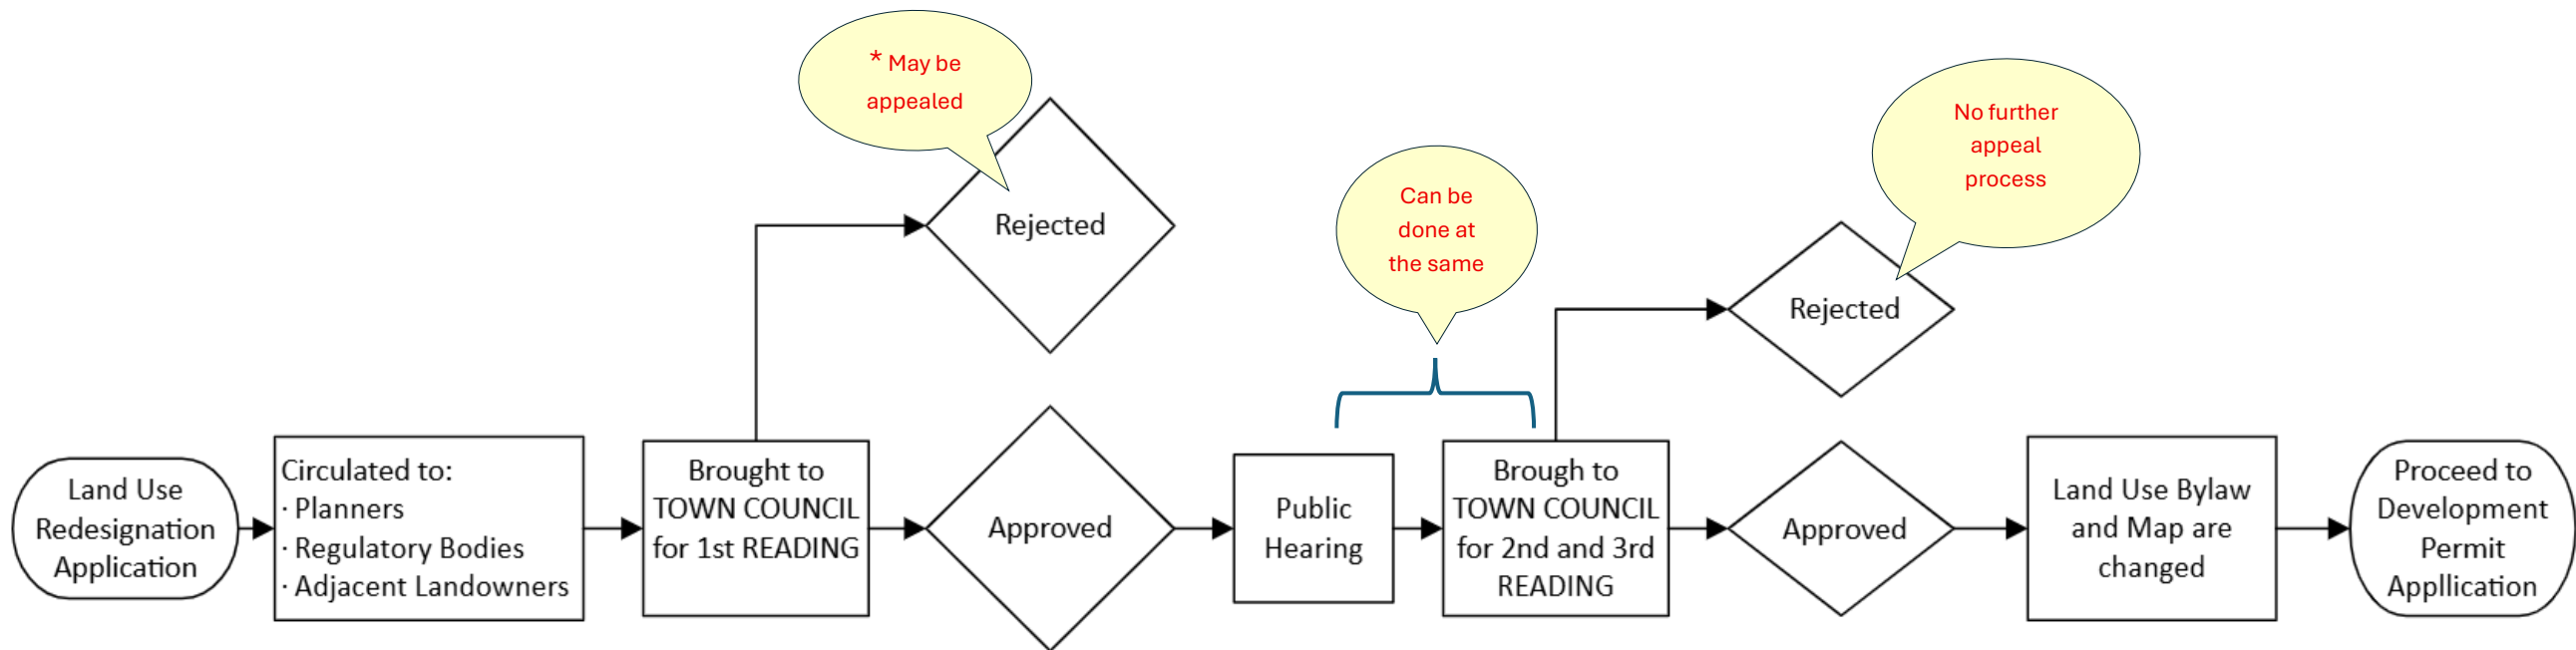 Land Use
Redesignation
Application
Circulated to:
· Planners
· Regulatory Bodies
· Adjacent Landowners
Brought to
TOWN COUNCIL
for 1st READING
* May be
appealed
Rejected
Approved
Public
Hearing
Can be
done at
the same
Brough to
TOWN COUNCIL
for 2nd and 3rd
READING
No further
appeal
process
Rejected
Approved
Land Use Bylaw
and Map are
changed
Proceed to
Development
Permit
Appllication